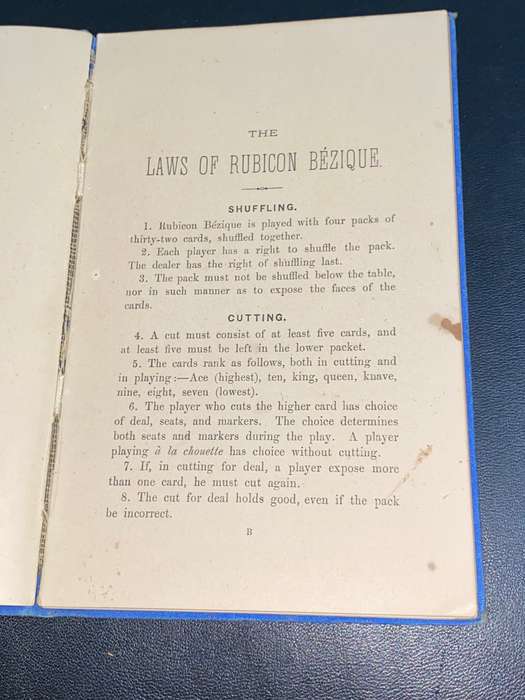 THE
LAWS OF RUBICON BÉZIQUE.
SHUFFLING.
1. Rubicon Bézique is played with four packs of
thirty-two cards, shuffled together.
2. Each player has a right to shuffle the pack.
The dealer has the right of shuffling last.
3. The pack must not be shuffled below the table,
nor in such manner as to expose the faces of the
cards.
CUTTING.
4. A cut must consist of at least five cards, and
at least five must be left in the lower packet.
5. The cards rank as follows, both in cutting and
in playing:—Ace (highest), ten, king, queen, knave,
nine, eight, seven (lowest).
6. The player who cuts the higher card has choice
of deal, seats, and markers. The choice determines
both seats and markers during the play. A player
playing à la chouette has choice without cutting.
7. If, in cutting for deal, a player expose more
than one card, he must cut again.
8. The cut for deal holds good, even if the pack
be incorrect.
B